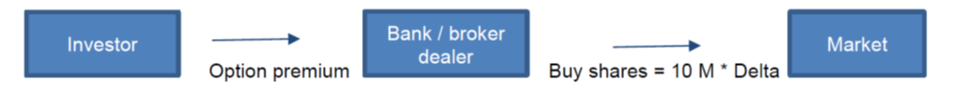 Investor
Option premium
Bank / broker
dealer
Buy shares = 10 M * Delta
Market